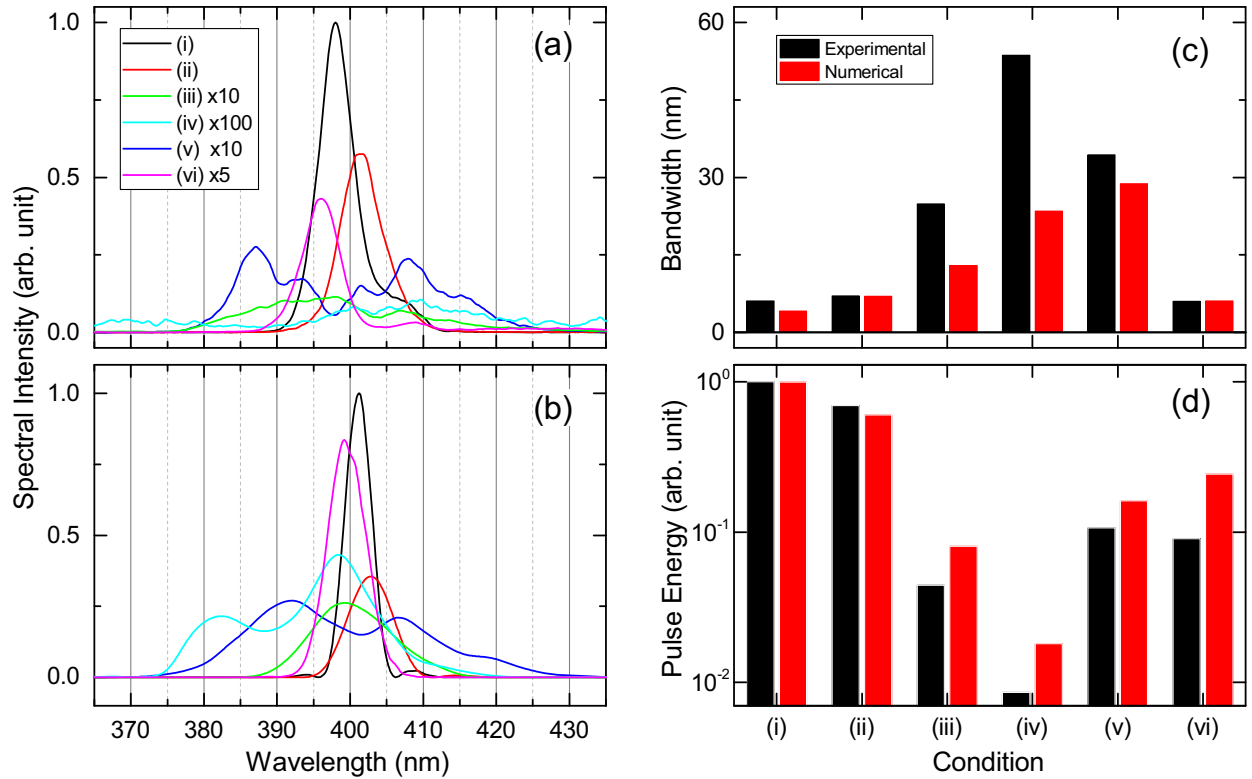 (a)
1.0
0.5
0.0
(i)
(ii)
(iii) x10
(iv) x100
(v) x10
(vi) x5
(b)
1.0
0.5
0.0
Spectral Intensity (arb. unit)
370 380 390 400 410 420 430
Wavelength (nm)
(c)
60
30
0
Bandwidth (nm)
Experimental
Numerical
(d)
10⁰
10⁻¹
10⁻²
Pulse Energy (arb. unit)
(i) (ii) (iii) (iv) (v) (vi)
Condition